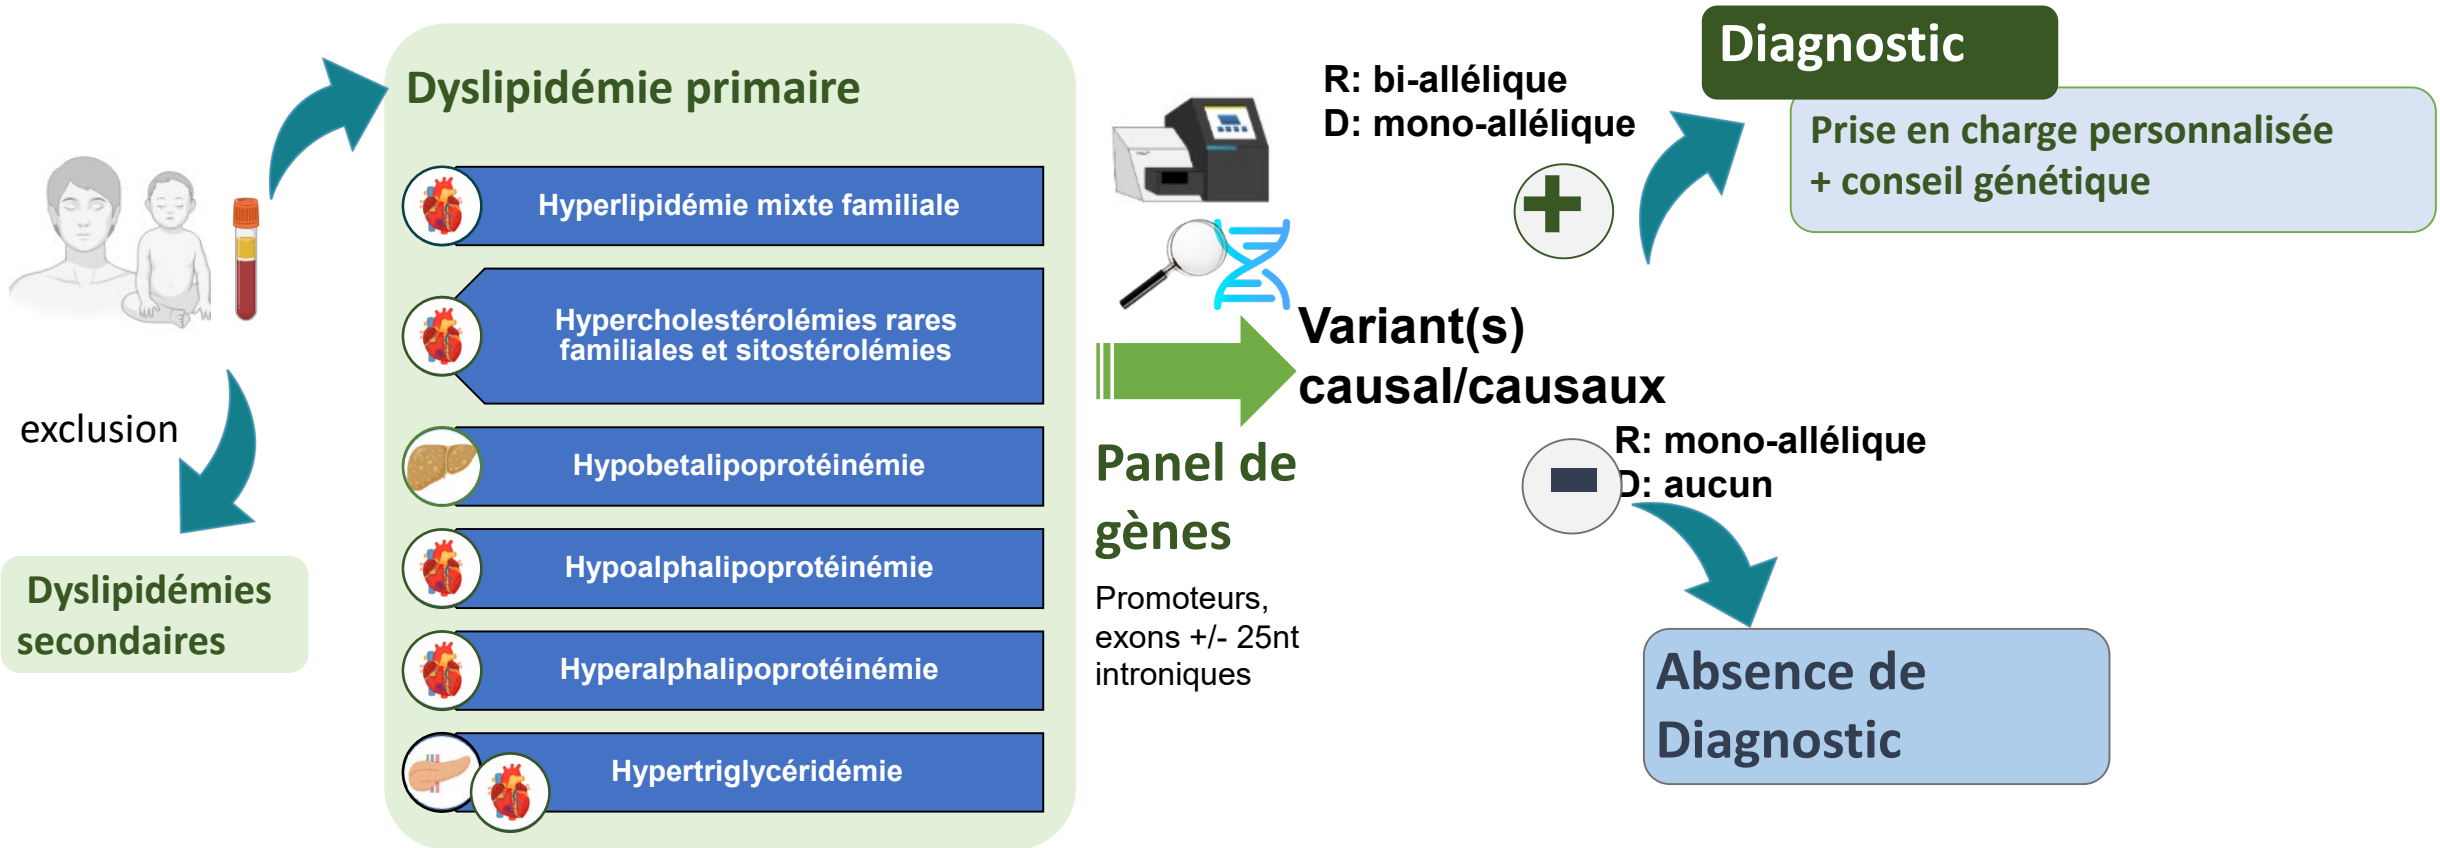 exclusion
Dyslipidémies
secondaires
Dyslipidémie primaire
Hyperlipidémie mixte familiale
Hypercholestérolémies rares
familiales et sitostérolémies
Hypobetalipoprotéinémie
Hypoalphalipoprotéinémie
Hyperalphalipoprotéinémie
Hypertriglycéridémie
Panel de
gènes
Promoteurs,
exons +/- 25nt
introniques
Variant(s)
causal/causaux
R: bi-allélique
D: mono-allélique
Diagnostic
Prise en charge personnalisée
+ conseil génétique
R: mono-allélique
D: aucun
Absence de
Diagnostic